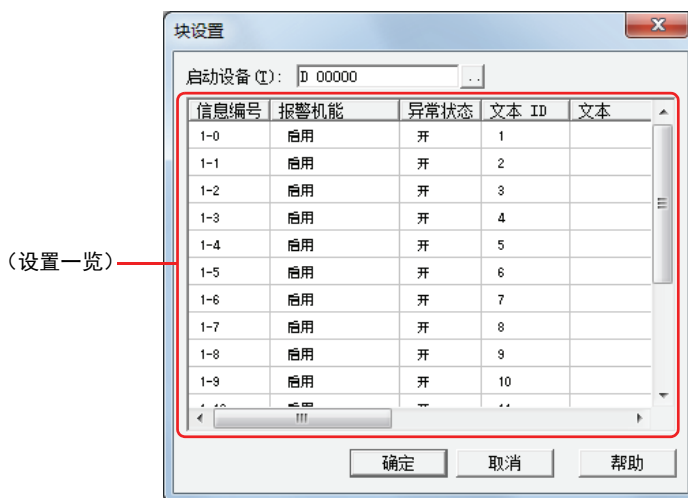 块设置
启动设备(T): D 00000 ..
信息编号 报警机能 异常状态 文本 ID 文本
1-0 启用 开 1
1-1 启用 开 2
1-2 启用 开 3
1-3 启用 开 4
1-4 启用 开 5
(设置一览)
1-5 启用 开 6
1-6 启用 开 7
1-7 启用 开 8
1-8 启用 开 9
1-9 启用 开 10
确定 取消 帮助